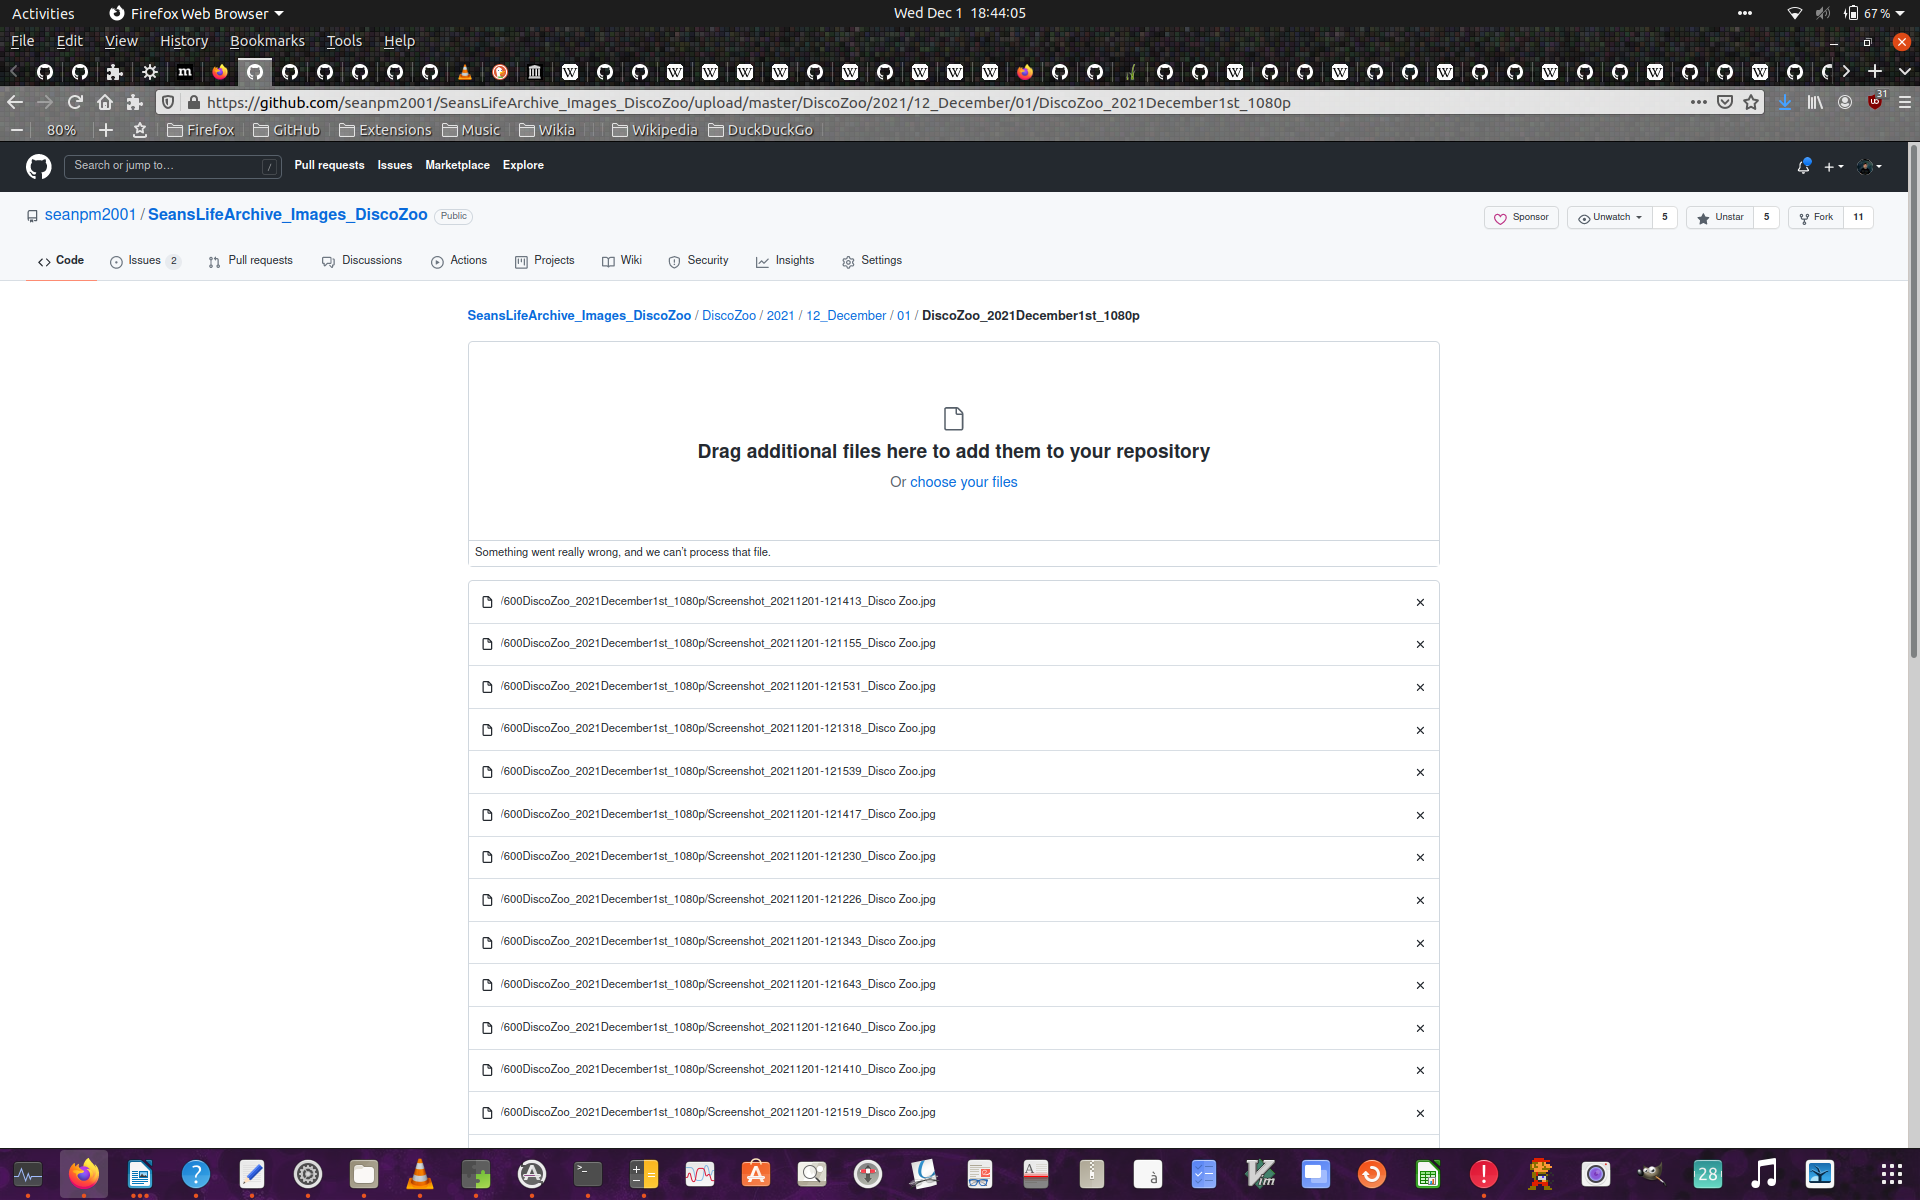 Activities Firefox Web Browser Wed Dec 1 18:44:05 67 %
File Edit View History Bookmarks Tools Help
https://github.com/seanpm2001/SeansLifeArchive_Images_DiscoZoo/upload/master/DiscoZoo/2021/12_December/01/DiscoZoo_2021December1st_1080p 31
80% Firefox GitHub Extensions Music Wikia Wikipedia DuckDuckGo
Search or jump to... / Pull requests Issues Marketplace Explore
seanpm2001 / SeansLifeArchive_Images_DiscoZoo Public Sponsor Unwatch 5 Unstar 5 Fork 11
Code Issues 2 Pull requests Discussions Actions Projects Wiki Security Insights Settings
SeansLifeArchive_Images_DiscoZoo / DiscoZoo / 2021 / 12_December / 01 / DiscoZoo_2021December1st_1080p
Drag additional files here to add them to your repository
Or choose your files
Something went really wrong, and we can't process that file.
/600DiscoZoo_2021December1st_1080p/Screenshot_20211201-121413_Disco Zoo.jpg
/600DiscoZoo_2021December1st_1080p/Screenshot_20211201-121155_Disco Zoo.jpg
/600DiscoZoo_2021December1st_1080p/Screenshot_20211201-121531_Disco Zoo.jpg
/600DiscoZoo_2021December1st_1080p/Screenshot_20211201-121318_Disco Zoo.jpg
/600DiscoZoo_2021December1st_1080p/Screenshot_20211201-121539_Disco Zoo.jpg
/600DiscoZoo_2021December1st_1080p/Screenshot_20211201-121417_Disco Zoo.jpg
/600DiscoZoo_2021December1st_1080p/Screenshot_20211201-121230_Disco Zoo.jpg
/600DiscoZoo_2021December1st_1080p/Screenshot_20211201-121226_Disco Zoo.jpg
/600DiscoZoo_2021December1st_1080p/Screenshot_20211201-121343_Disco Zoo.jpg
/600DiscoZoo_2021December1st_1080p/Screenshot_20211201-121643_Disco Zoo.jpg
/600DiscoZoo_2021December1st_1080p/Screenshot_20211201-121640_Disco Zoo.jpg
/600DiscoZoo_2021December1st_1080p/Screenshot_20211201-121410_Disco Zoo.jpg
/600DiscoZoo_2021December1st_1080p/Screenshot_20211201-121519_Disco Zoo.jpg
28